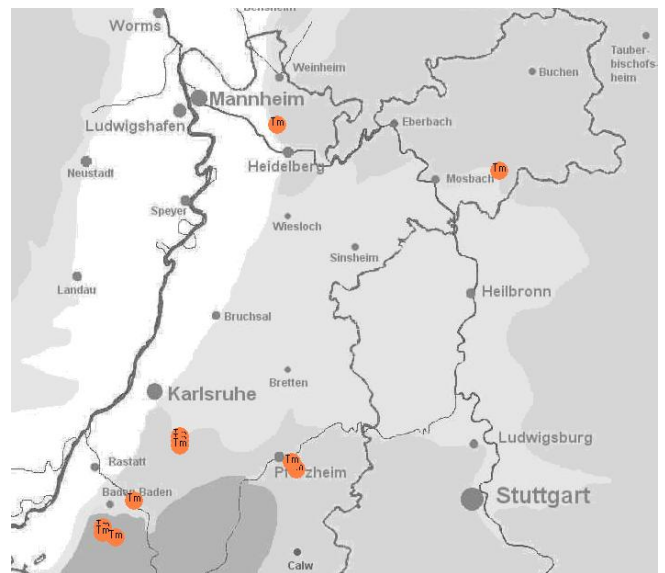 Bensheim
Worms
Tauber-
bischofs-
heim
Weinheim
Buchen
Mannheim
Ludwigshafen
Tm
Eberbach
Heidelberg
Neustadt
Mosbach
Tm
Speyer
Wiesloch
Sinsheim
Landau
Heilbronn
Bruchsal
Bretten
Karlsruhe
Tm
Ludwigsburg
Tm
Rastatt
Pforzheim
Baden Baden
Tm
Stuttgart
Tm
Tm
Calw